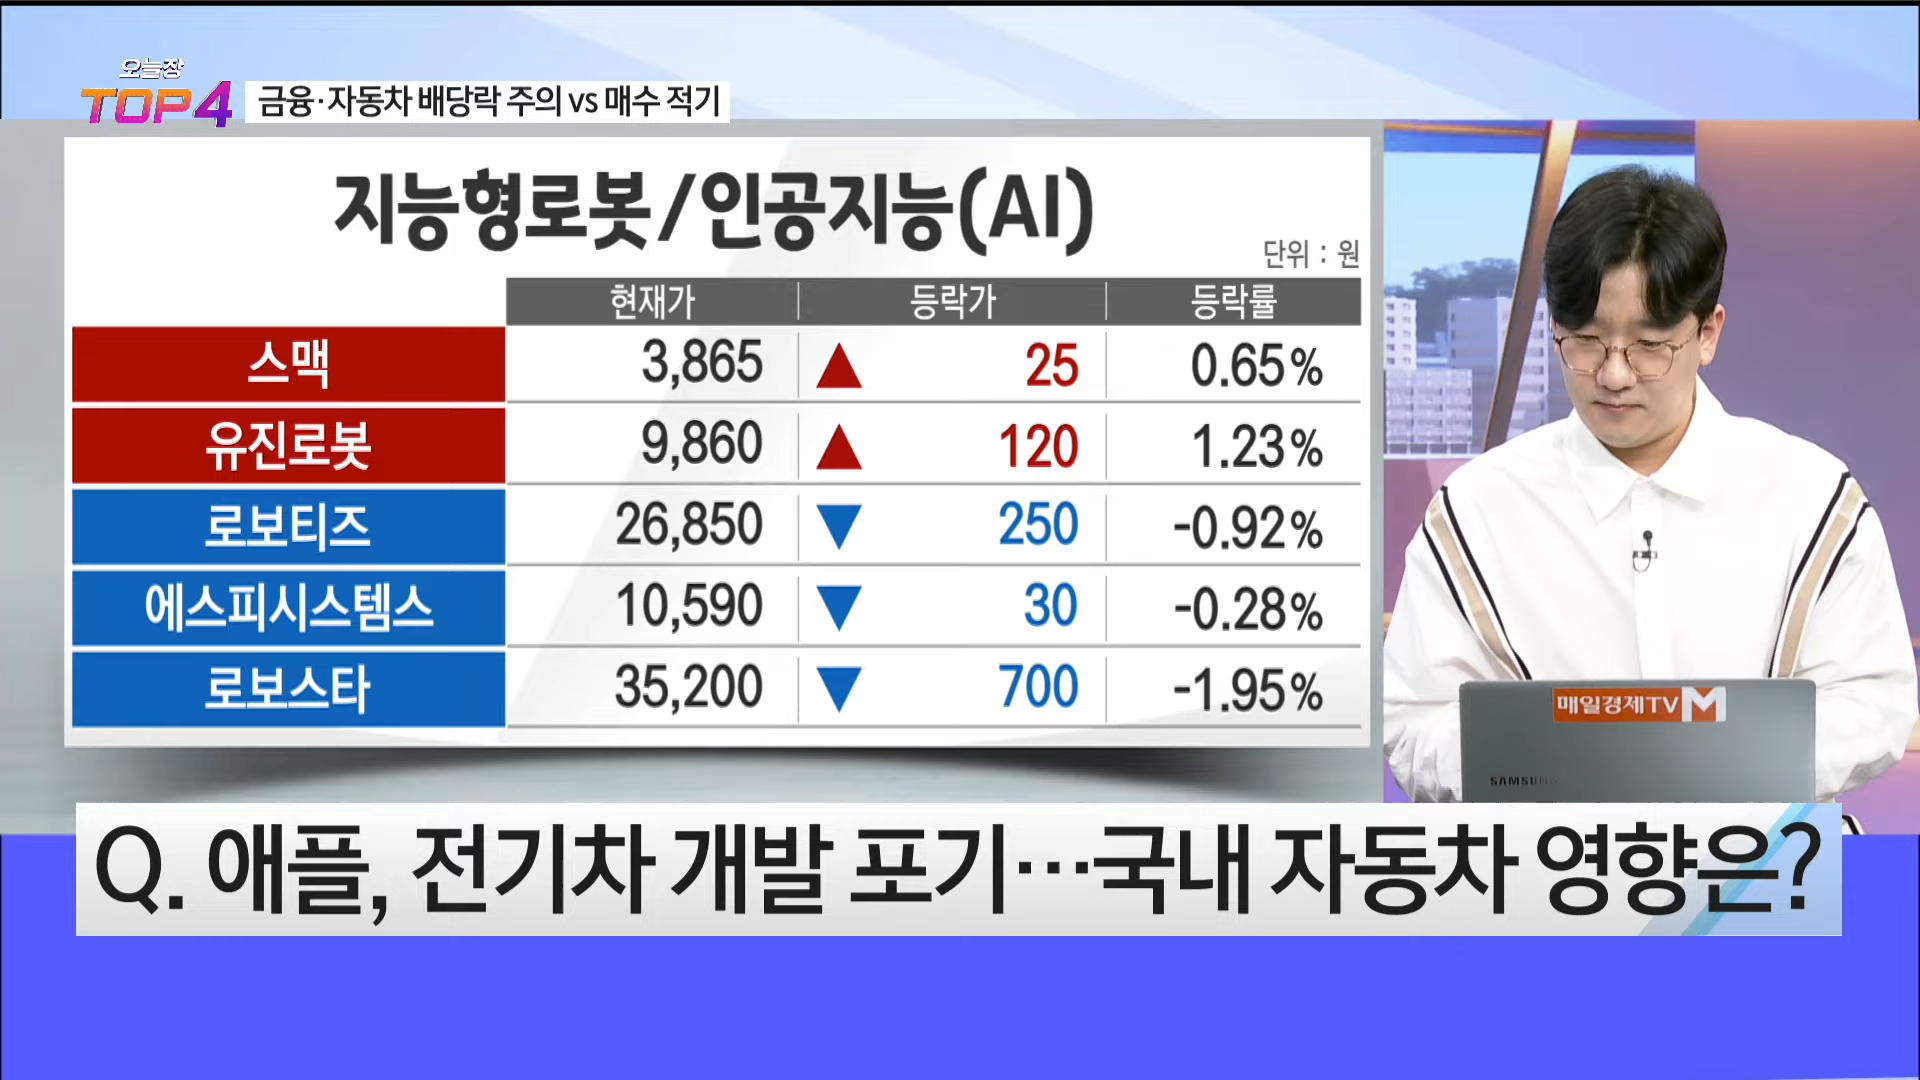 오늘장
TOP4 금융·자동차 배당락 주의 vs 매수 적기
지능형로봇/인공지능(AI)
단위 : 원
현재가 등락가 등락률
스맥 3,865 ▲ 25 0.65%
유진로봇 9,860 ▲ 120 1.23%
로보티즈 26,850 ▼ 250 -0.92%
에스피시스템스 10,590 ▼ 30 -0.28%
로보스타 35,200 ▼ 700 -1.95%
매일경제TV M
SAMSUNG
Q. 애플, 전기차 개발 포기…국내 자동차 영향은?